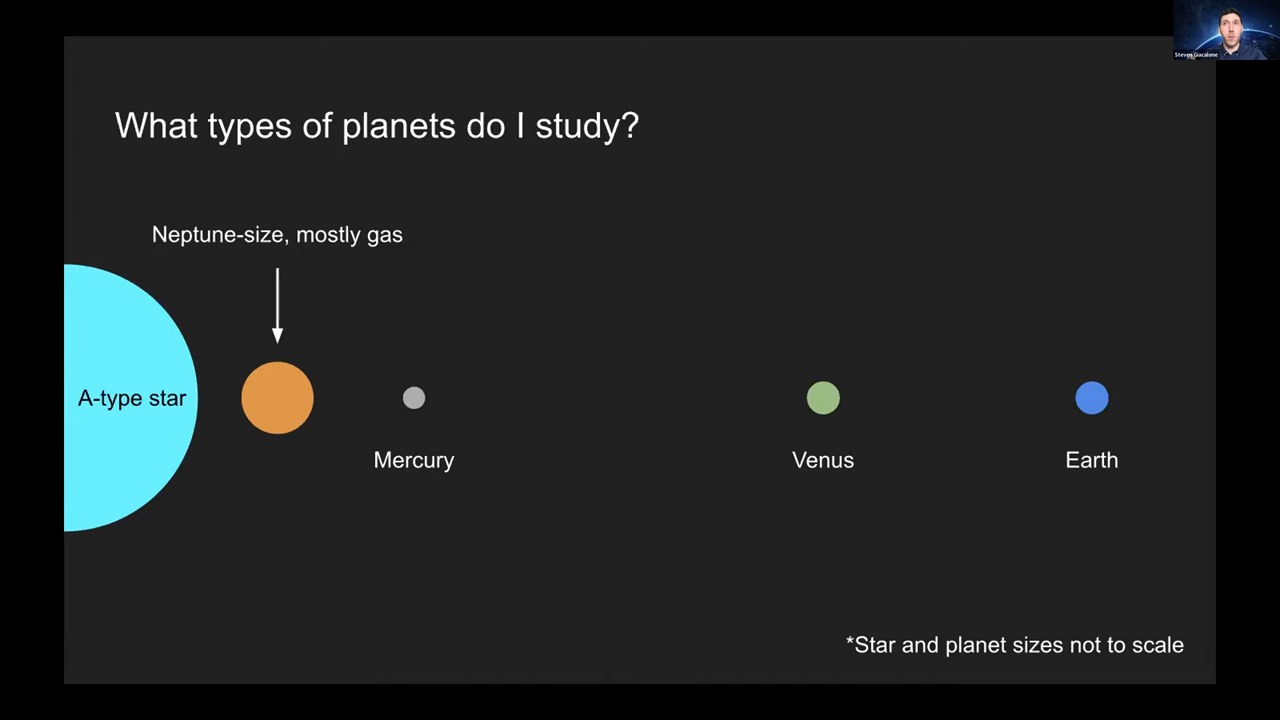 Steven Giacalone
What types of planets do I study?
Neptune-size, mostly gas
A-type star
Mercury
Venus
Earth
*Star and planet sizes not to scale